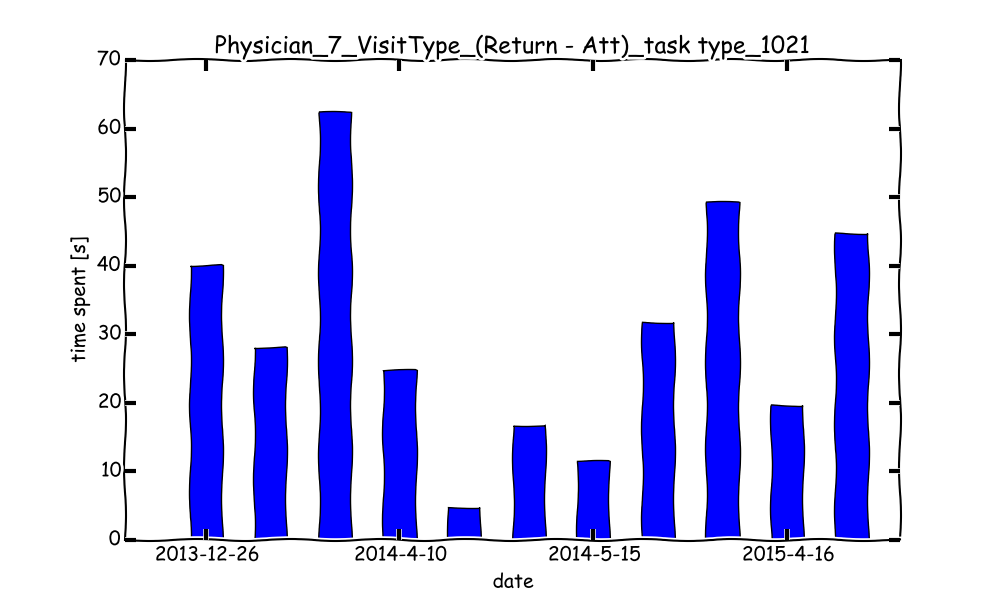 Physician_7_VisitType_(Return - Att)_task type_1021
70
60
50
40
30
20
10
0
time spent [s]
2013-12-26 2014-4-10 2014-5-15 2015-4-16
date